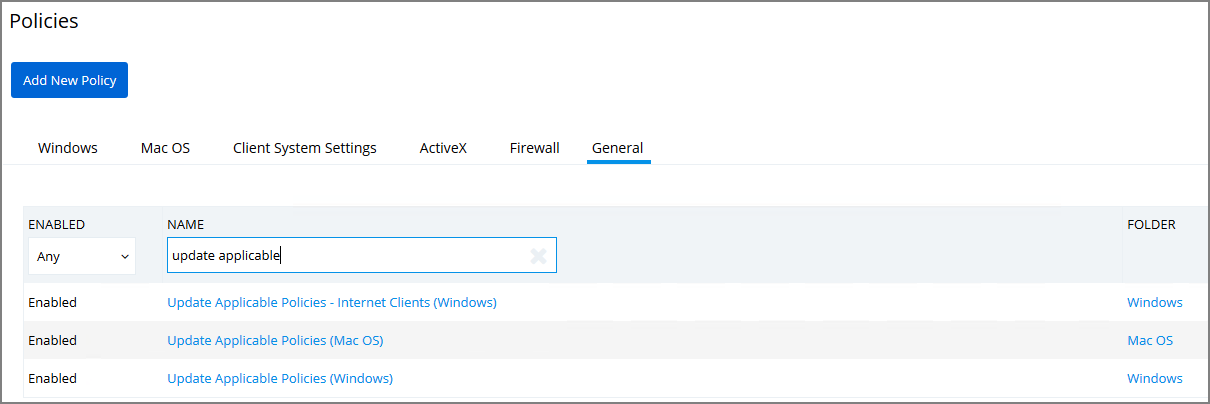 Policies
Add New Policy
Windows Mac OS Client System Settings ActiveX Firewall General
ENABLED NAME FOLDER
Any update applicable
Enabled Update Applicable Policies - Internet Clients (Windows) Windows
Enabled Update Applicable Policies (Mac OS) Mac OS
Enabled Update Applicable Policies (Windows) Windows